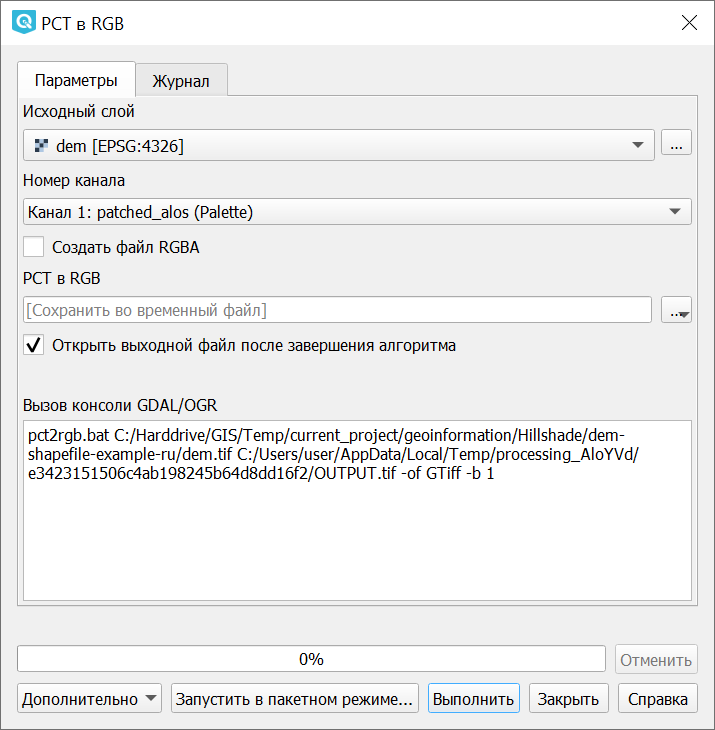 PCT в RGB
Параметры
Журнал
Исходный слой
dem [EPSG:4326]
...
Номер канала
Канал 1: patched_alos (Palette)
Создать файл RGBA
PCT в RGB
[Сохранить во временный файл]
...
Открыть выходной файл после завершения алгоритма
Вызов консоли GDAL/OGR
pct2rgb.bat C:/Harddrive/GIS/Temp/current_project/geoinformation/Hillshade/dem-
shapefile-example-ru/dem.tif C:/Users/user/AppData/Local/Temp/processing_AloYVd/
e3423151506c4ab198245b64d8dd16f2/OUTPUT.tif -of GTiff -b 1
0%
Отменить
Дополнительно
Запустить в пакетном режиме...
Выполнить
Закрыть
Справка